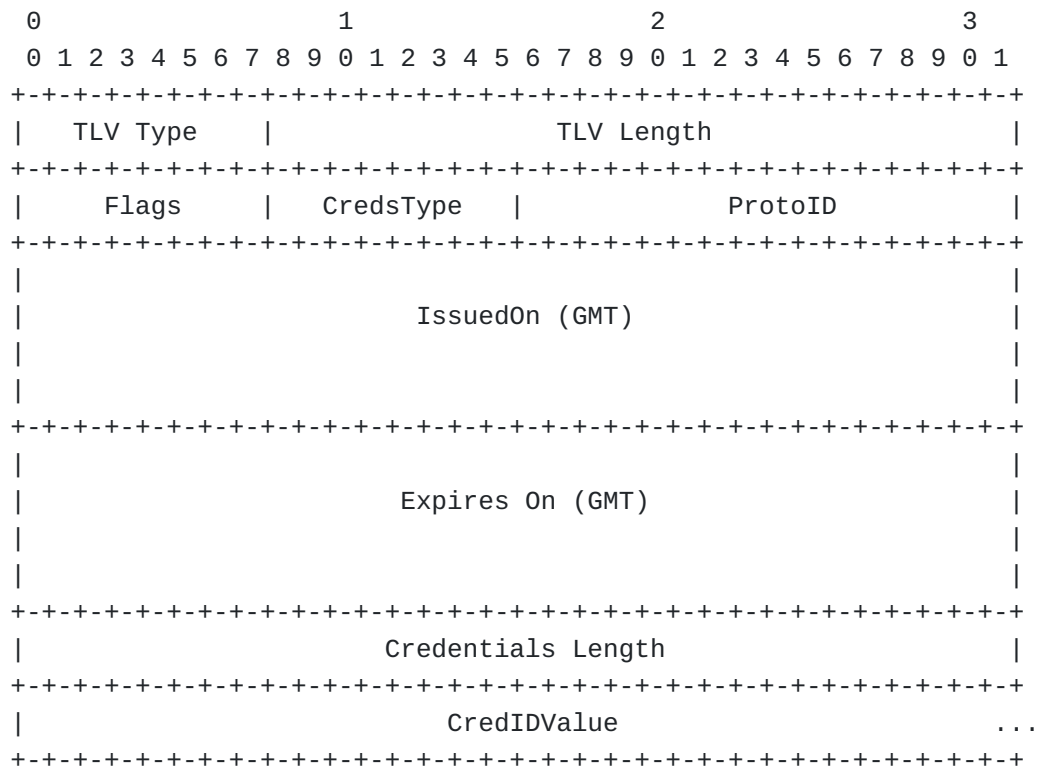 0                   1                   2                   3
 0 1 2 3 4 5 6 7 8 9 0 1 2 3 4 5 6 7 8 9 0 1 2 3 4 5 6 7 8 9 0 1
+-+-+-+-+-+-+-+-+-+-+-+-+-+-+-+-+-+-+-+-+-+-+-+-+-+-+-+-+-+-+-+-+
|   TLV Type    |                  TLV Length                   |
+-+-+-+-+-+-+-+-+-+-+-+-+-+-+-+-+-+-+-+-+-+-+-+-+-+-+-+-+-+-+-+-+
|     Flags     |   CredsType   |             ProtoID           |
+-+-+-+-+-+-+-+-+-+-+-+-+-+-+-+-+-+-+-+-+-+-+-+-+-+-+-+-+-+-+-+-+
|                                                               |
|                         IssuedOn (GMT)                        |
|                                                               |
|                                                               |
+-+-+-+-+-+-+-+-+-+-+-+-+-+-+-+-+-+-+-+-+-+-+-+-+-+-+-+-+-+-+-+-+
|                                                               |
|                        Expires On (GMT)                       |
|                                                               |
|                                                               |
+-+-+-+-+-+-+-+-+-+-+-+-+-+-+-+-+-+-+-+-+-+-+-+-+-+-+-+-+-+-+-+-+
|                       Credentials Length                      |
+-+-+-+-+-+-+-+-+-+-+-+-+-+-+-+-+-+-+-+-+-+-+-+-+-+-+-+-+-+-+-+-+
|                           CredIDValue                        ...
+-+-+-+-+-+-+-+-+-+-+-+-+-+-+-+-+-+-+-+-+-+-+-+-+-+-+-+-+-+-+-+-+